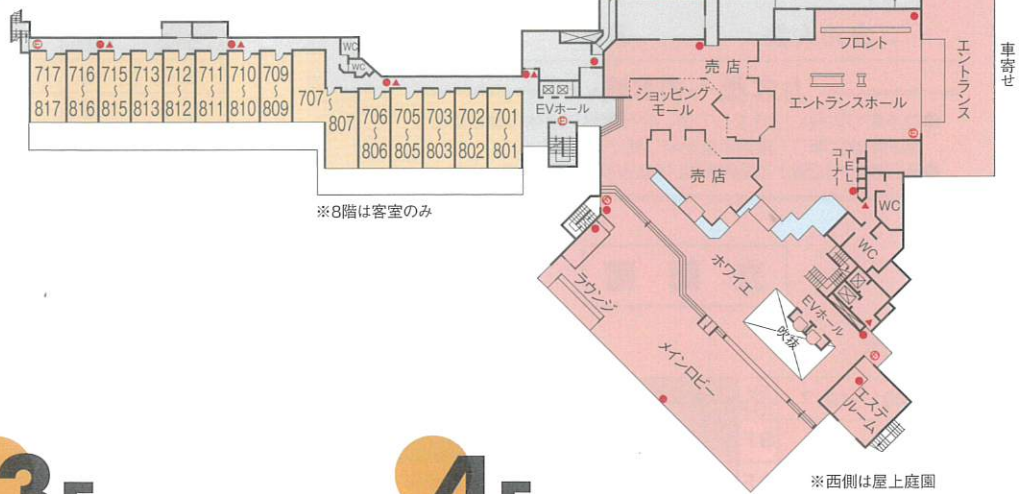 フロント
エントランス
車寄せ
売店
ショッピング
モール
エントランスホール
WC
WC
717
〜
817
716
〜
816
715
〜
815
713
〜
813
712
〜
812
711
〜
811
710
〜
810
709
〜
809
707〜
807
706
〜
806
705
〜
805
703
〜
803
702
〜
802
701
〜
801
EVホール
TEL
コーナー
売店
WC
WC
※8階は客室のみ
ホワイエ
ラウンジ
EVホール
吹抜
メインロビー
エステ
ルーム
※西側は屋上庭園
3F
4F